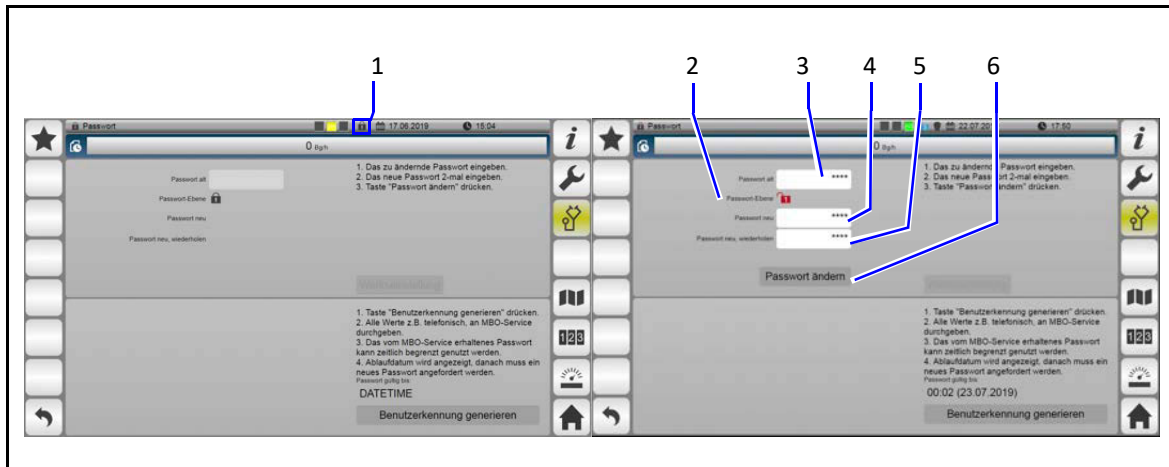 1
2 3 4 5 6
Passwort
17.06.2019
15:04
0 Bg/h
1. Das zu ändernde Passwort eingeben.
2. Das neue Passwort 2-mal eingeben.
3. Taste "Passwort ändern" drücken.
Passwort alt
Passwort-Ebene
Passwort neu
Passwort neu, wiederholen
1. Taste "Benutzerkennung generieren" drücken.
2. Alle Werte z.B. telefonisch, an MBO-Service
durchgeben.
3. Das vom MBO-Service erhaltenes Passwort
kann zeitlich begrenzt genutzt werden.
4. Ablaufdatum wird angezeigt, danach muss ein
neues Passwort angefordert werden.
Passwort gültig bis:
DATETIME
Benutzerkennung generieren
i
123
Passwort
22.07.20
17:50
0 Bg/h
1. Das zu ändernde Passwort eingeben.
2. Das neue Passwort 2-mal eingeben.
3. Taste "Passwort ändern" drücken.
Passwort alt ****
Passwort-Ebene 1
Passwort neu ****
Passwort neu, wiederholen ****
Passwort ändern
1. Taste "Benutzerkennung generieren" drücken.
2. Alle Werte z.B. telefonisch, an MBO-Service
durchgeben.
3. Das vom MBO-Service erhaltenes Passwort
kann zeitlich begrenzt genutzt werden.
4. Ablaufdatum wird angezeigt, danach muss ein
neues Passwort angefordert werden.
Passwort gültig bis:
00:02 (23.07.2019)
Benutzerkennung generieren
i
123